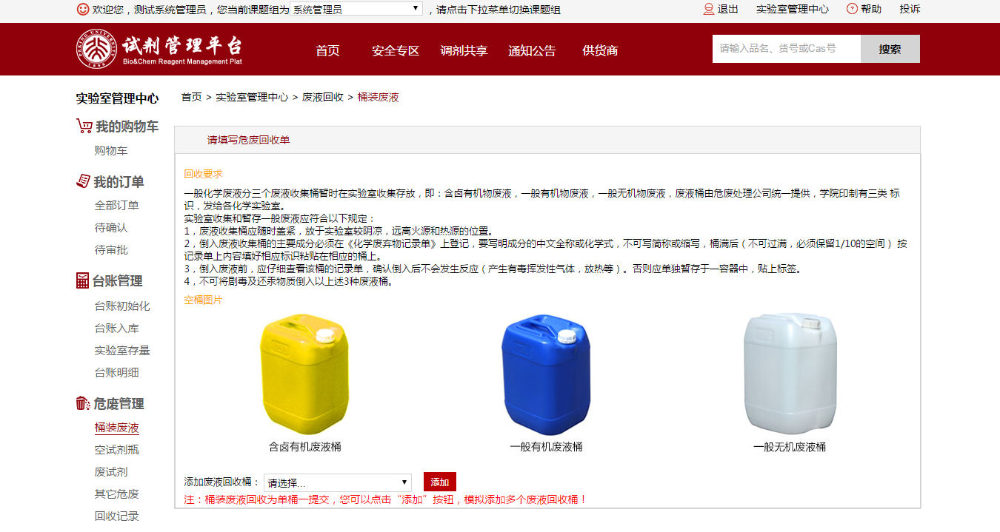 欢迎您，测试系统管理员，您当前课题组为 系统管理员 ，请点击下拉菜单切换课题组 退出 实验室管理中心 帮助 投诉
PEKING UNIVERSITY 1898 试剂管理平台 首页 安全专区 调剂共享 通知公告 供货商 请输入品名、货号或Cas号 搜索
Bio&Chem Reagent Management Plat
实验室管理中心
首页 > 实验室管理中心 > 废液回收 > 桶装废液
我的购物车
购物车
我的订单
全部订单
待确认
待审批
台账管理
台账初始化
台账入库
实验室存量
台账明细
危废管理
桶装废液
空试剂瓶
废试剂
其它危废
回收记录
请填写危废回收单
回收要求
一般化学废液分三个废液收集桶暂时在实验室收集存放，即：含卤有机物废液，一般有机物废液，一般无机物废液，废液桶由危废处理公司统一提供，学院印制有三类 标
识，发给各化学实验室。
实验室收集和暂存一般废液应符合以下规定：
1，废液收集桶应随时盖紧，放于实验室较阴凉，远离火源和热源的位置。
2，倒入废液收集桶的主要成分必须在《化学废弃物记录单》上登记，要写明成分的中文全称或化学式，不可写简称或缩写，桶满后（不可过满，必须保留1/10的空间） 按
记录单上内容填好相应标识粘贴在相应的桶上。
3，倒入废液前，应仔细查看该桶的记录单，确认倒入后不会发生反应（产生有毒挥发性气体，放热等）。否则应单独暂存于一容器中，贴上标签。
4，不可将剧毒及还汞物质倒入以上述3种废液桶。
空桶图片
含卤有机废液桶 一般有机废液桶 一般无机废液桶
添加废液回收桶： 请选择... 添加
注：桶装废液回收为单桶一提交，您可以点击“添加”按钮，模拟添加多个废液回收桶！